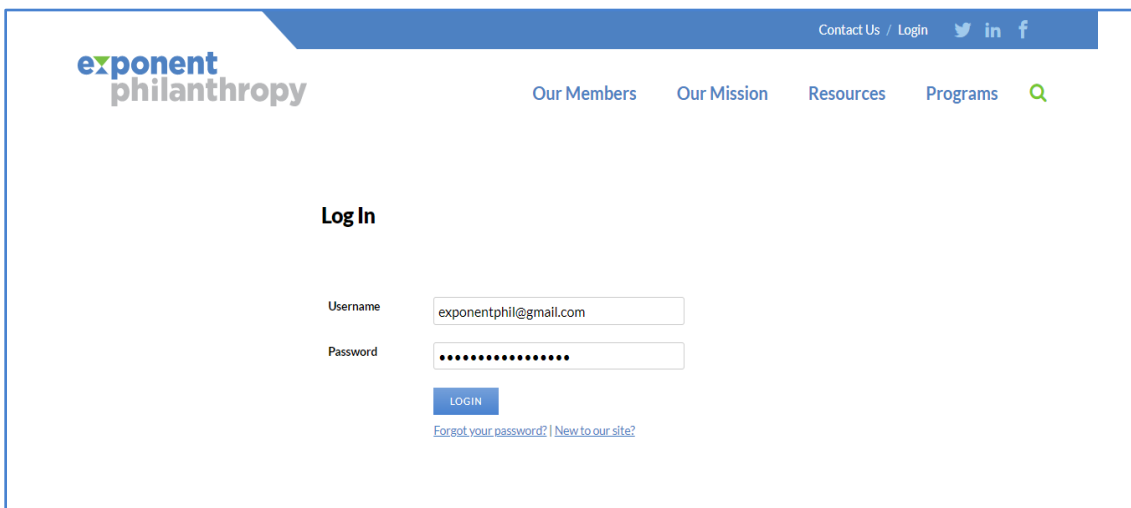 Contact Us / Login
exponent
philanthropy
Our Members Our Mission Resources Programs
Log In
Username exponentphil@gmail.com
Password •••••••••••••••••
LOGIN
Forgot your password? | New to our site?